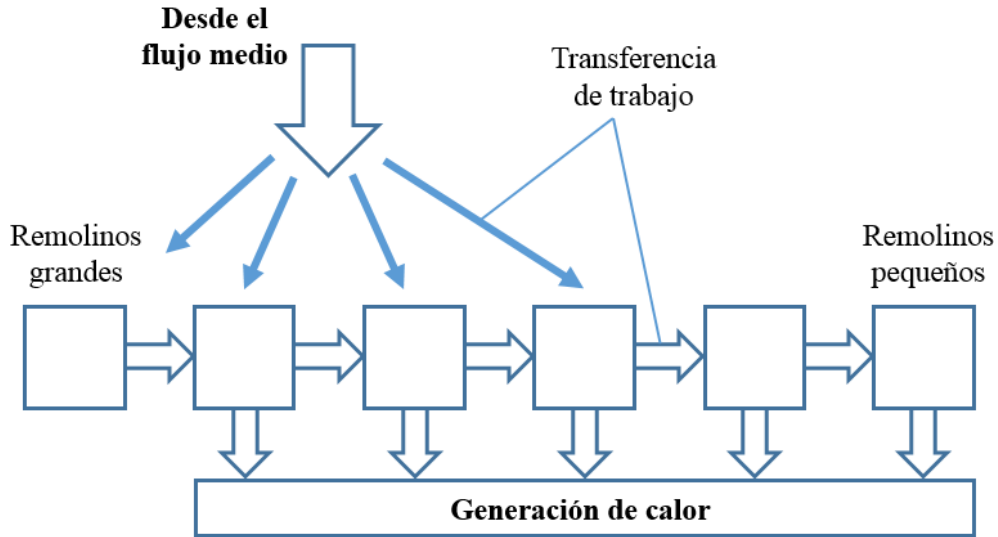 Desde el
flujo medio
Transferencia
de trabajo
Remolinos
grandes
Remolinos
pequeños
Generación de calor